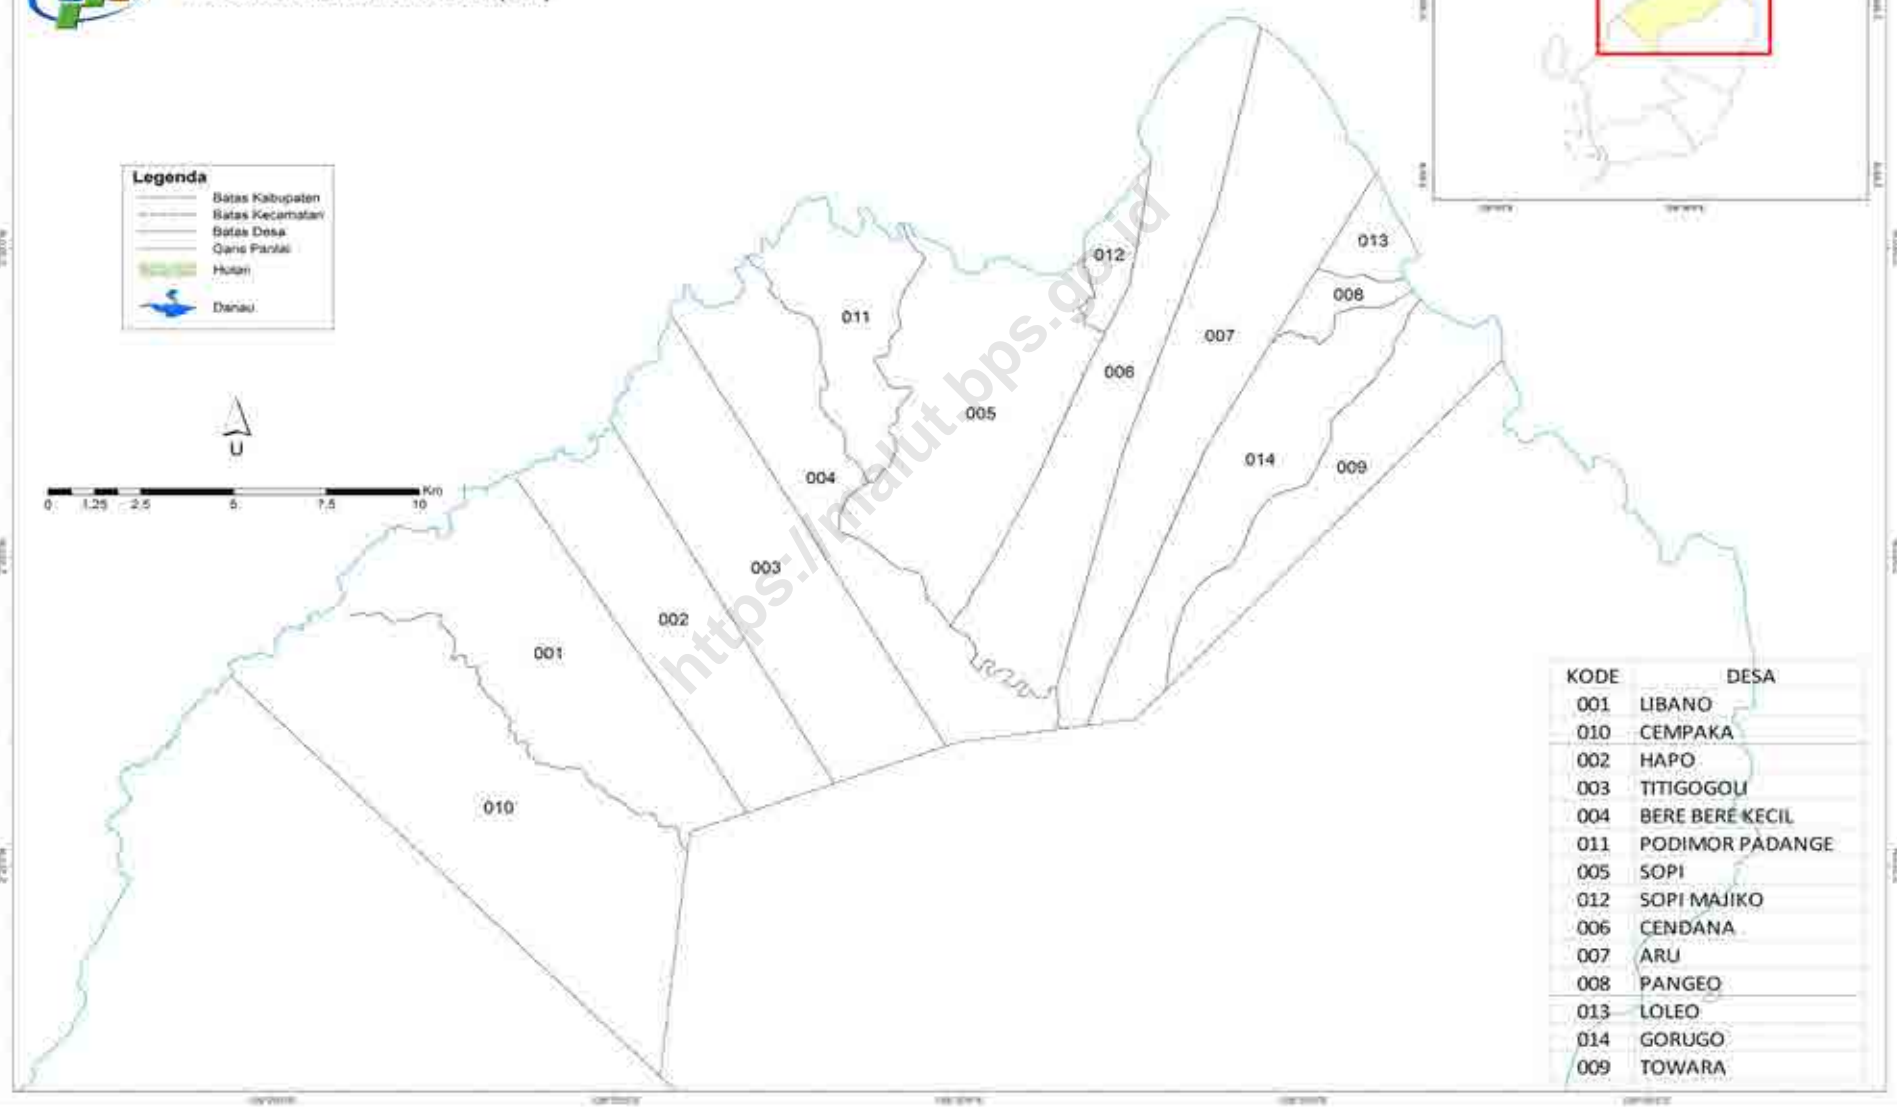 Legenda
Batas Kabupaten
Batas Kecamatan
Batas Desa
Garis Pantai
Hutan
Danau
U
Km
0 1.25 2.5 5 7.5 10
013
012
008
011
007
006
005
014
009
004
003
002
001
010
https://malut.bps.go.id
KODE DESA
001 LIBANO
010 CEMPAKA
002 HAPO
003 TITIGOGOLI
004 BERE BERE KECIL
011 PODIMOR PADANGE
005 SOPI
012 SOPI MAJIKO
006 CENDANA
007 ARU
008 PANGEO
013 LOLEO
014 GORUGO
009 TOWARA